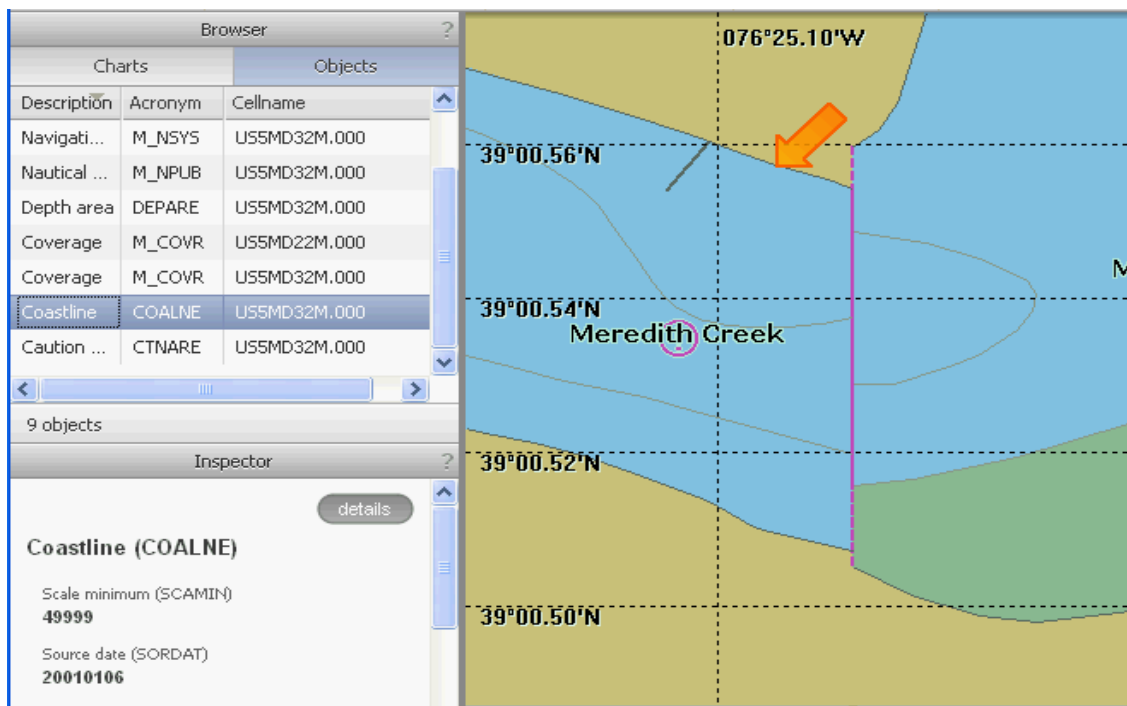 Browser ?
Charts Objects
Description Acronym Cellname
Navigati... M_NSYS US5MD32M.000
Nautical ... M_NPUB US5MD32M.000
Depth area DEPARE US5MD32M.000
Coverage M_COVR US5MD22M.000
Coverage M_COVR US5MD32M.000
Coastline COALNE US5MD32M.000
Caution ... CTNARE US5MD32M.000
9 objects
Inspector ?
details
Coastline (COALNE)
Scale minimum (SCAMIN)
49999
Source date (SORDAT)
20010106
076°25.10'W
39°00.56'N
M
39°00.54'N
Meredith Creek
39°00.52'N
39°00.50'N